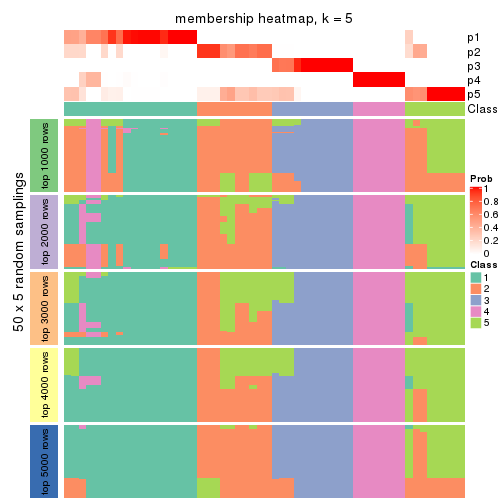 membership heatmap, k = 5
p1
p2
p3
p4
p5
Class
50 x 5 random samplings
top 1000 rows
top 2000 rows
top 3000 rows
top 4000 rows
top 5000 rows
Prob
1
0.8
0.6
0.4
0.2
0
Class
1
2
3
4
5